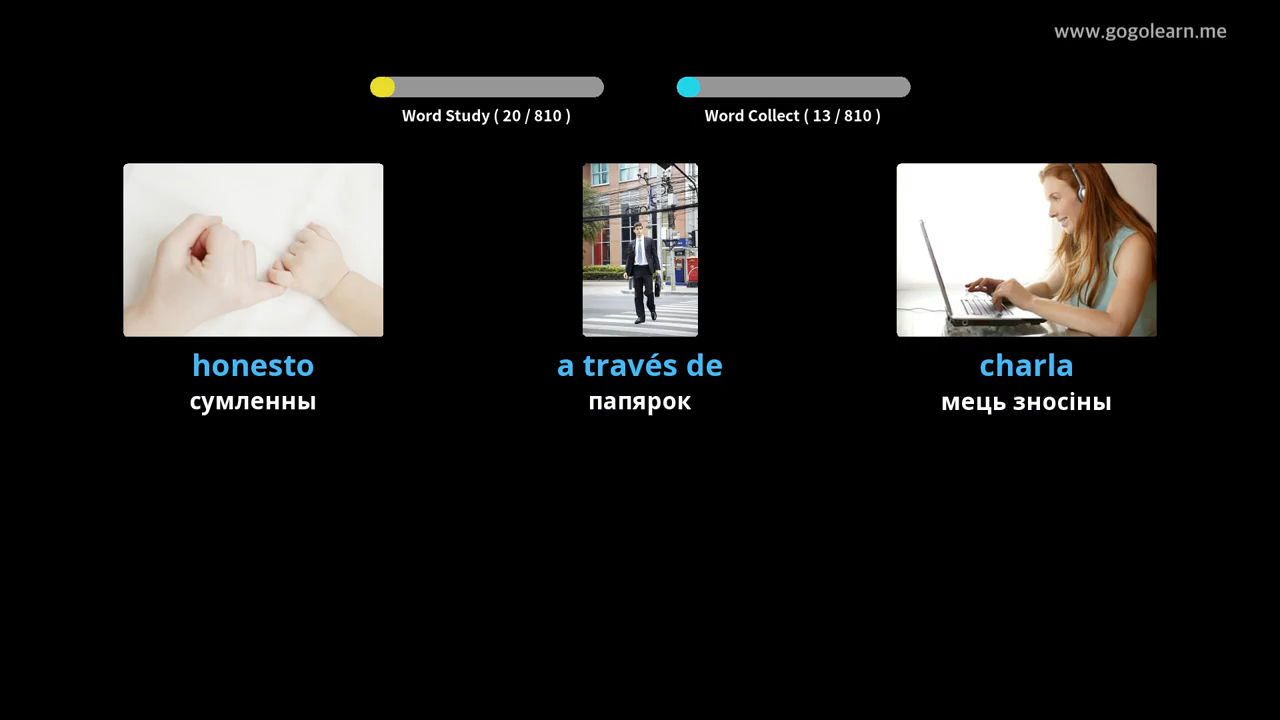 www.gogolearn.me
Word Study ( 20 / 810 )
Word Collect ( 13 / 810 )
honesto
a través de
charla
сумленны
папярок
мець зносіны